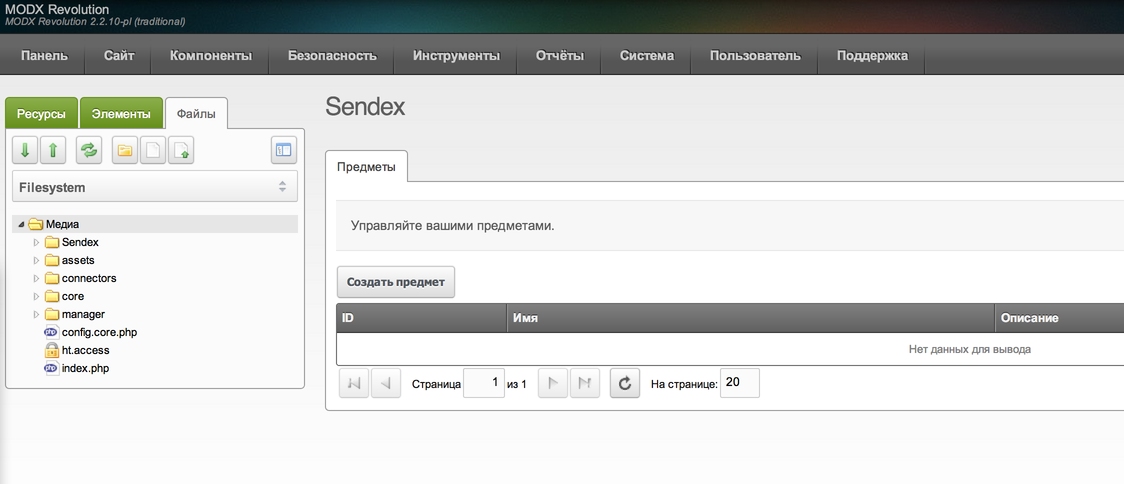 MODX Revolution
MODX Revolution 2.2.10-pl (traditional)
Панель Сайт Компоненты Безопасность Инструменты Отчёты Система Пользователь Поддержка
Ресурсы Элементы Файлы
Filesystem
Медиа
Sendex
assets
connectors
core
manager
config.core.php
ht.access
index.php
Sendex
Предметы
Управляйте вашими предметами.
Создать предмет
ID Имя Описание
Нет данных для вывода
Страница 1 из 1 На странице: 20